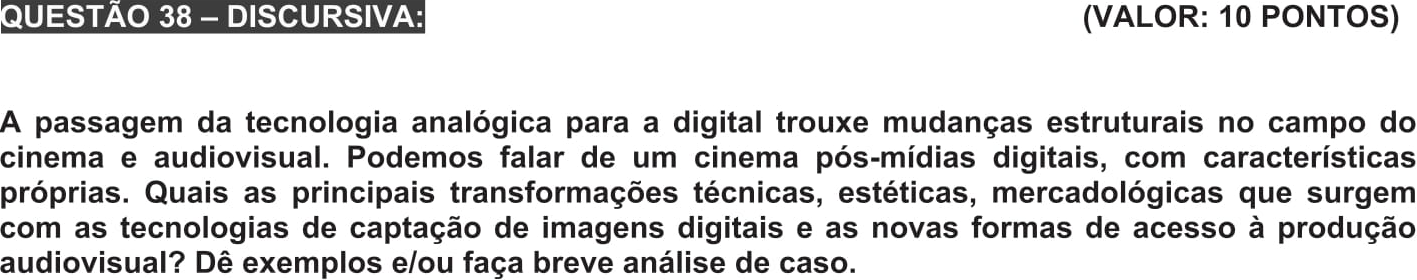 QUESTÃO 38 – DISCURSIVA: (VALOR: 10 PONTOS)
A passagem da tecnologia analógica para a digital trouxe mudanças estruturais no campo do
cinema e audiovisual. Podemos falar de um cinema pós-mídias digitais, com características
próprias. Quais as principais transformações técnicas, estéticas, mercadológicas que surgem
com as tecnologias de captação de imagens digitais e as novas formas de acesso à produção
audiovisual? Dê exemplos e/ou faça breve análise de caso.